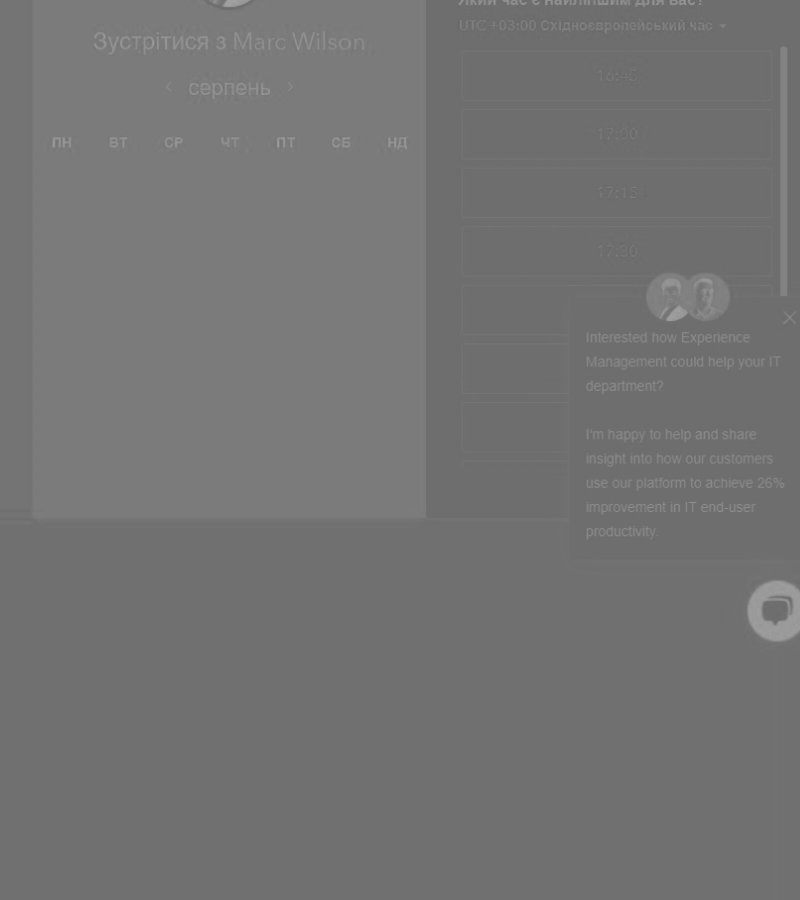 Який час є найліпшим для вас?
UTC +03:00 Східноєвропейський час
Зустрітися з Marc Wilson
серпень
ПН ВТ СР ЧТ ПТ СБ НД
16:45
17:00
17:15
17:30
Interested how Experience
Management could help your IT
department?
I'm happy to help and share
insight into how our customers
use our platform to achieve 26%
improvement in IT end-user
productivity.